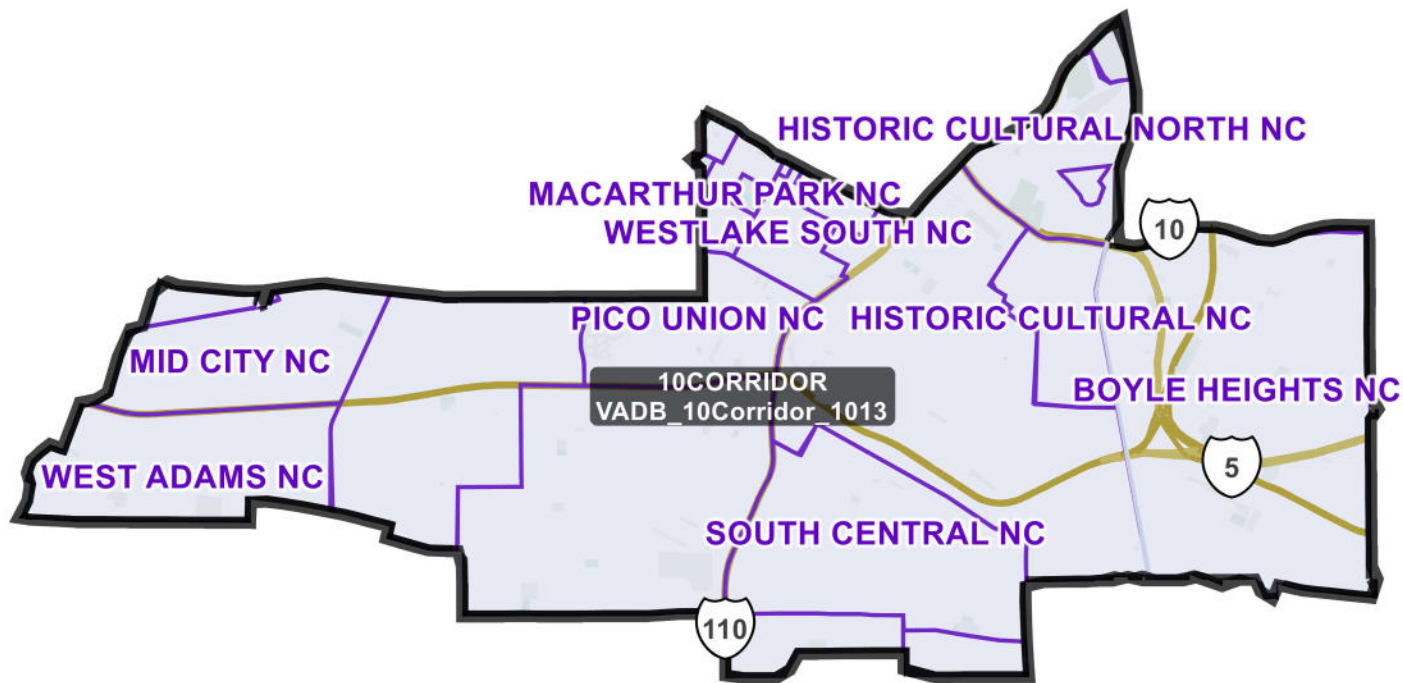 HISTORIC CULTURAL NORTH NC
MACARTHUR PARK NC
WESTLAKE SOUTH NC
10
PICO UNION NC
HISTORIC CULTURAL NC
MID CITY NC
10CORRIDOR
VADB_10Corridor_1013
BOYLE HEIGHTS NC
WEST ADAMS NC
5
SOUTH CENTRAL NC
110